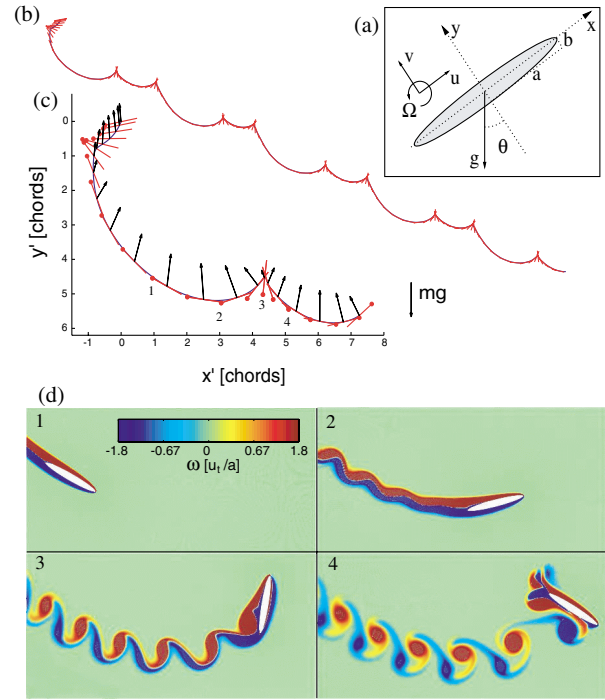 (b)
(a)
y
x
b
v
u
a
Ω
θ
g
(c)
0
1
2
3
4
5
6
y' [chords]
1
2
3
4
mg
-1 0 1 2 3 4 5 6 7 8
x' [chords]
(d)
1
-1.8 -0.67 0 0.67 1.8
ω [u_t/a]
2
3
4